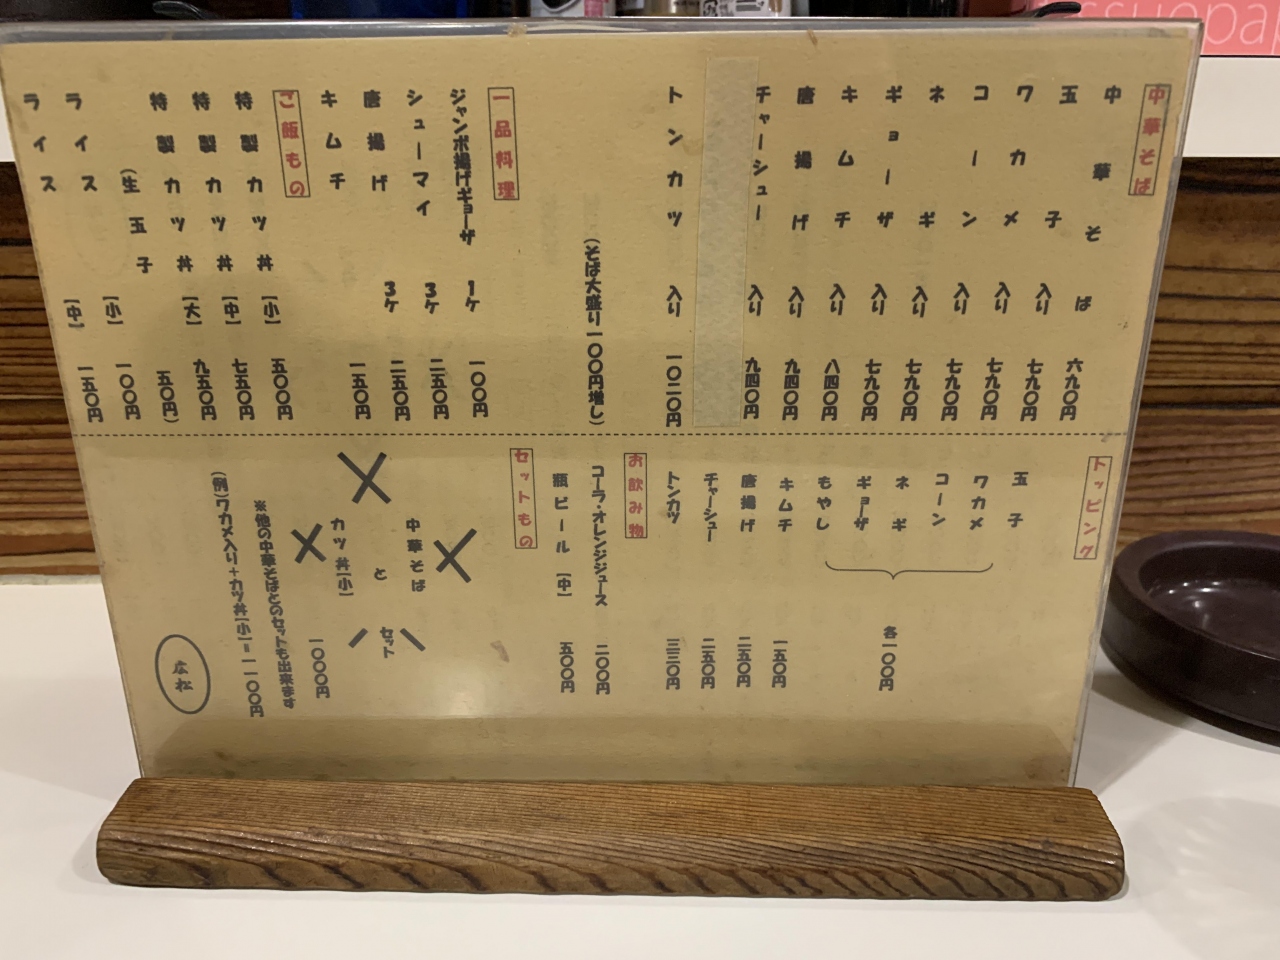 中華そば
中華そば 六九〇円
玉子入り 七九〇円
ワカメ入り 七九〇円
コーン入り 七九〇円
ネギ入り 七九〇円
ギョーザ入り 七九〇円
キムチ入り 八四〇円
唐揚げ入り 九四〇円
チャーシュー入り 九四〇円
トンカツ入り 一〇二〇円
(そば大盛り一〇〇円増し)
一品料理
ジャンボ揚げギョーザ 1ケ 一〇〇円
シューマイ 3ケ 二五〇円
唐揚げ 3ケ 二五〇円
キムチ 一五〇円
ご飯もの
特製カツ丼[小] 五〇〇円
特製カツ丼[中] 七五〇円
特製カツ丼[大] 九五〇円
(生玉子 五〇円)
ライス[小] 一〇〇円
ライス[中] 一五〇円
トッピング
玉子
ワカメ
コーン
ネギ
ギョーザ
もやし
各一〇〇円
キムチ 一五〇円
唐揚げ 二五〇円
チャーシュー 二五〇円
トンカツ 三三〇円
お飲み物
コーラ・オレンジジュース 二〇〇円
瓶ビール[中] 五〇〇円
セットもの
中華そば
と
カツ丼[小]
セット
一〇〇〇円
※他の中華そばとのセットも出来ます
(例)ワカメ入り+カツ丼[小]=一一〇〇円
広松
ssuepap